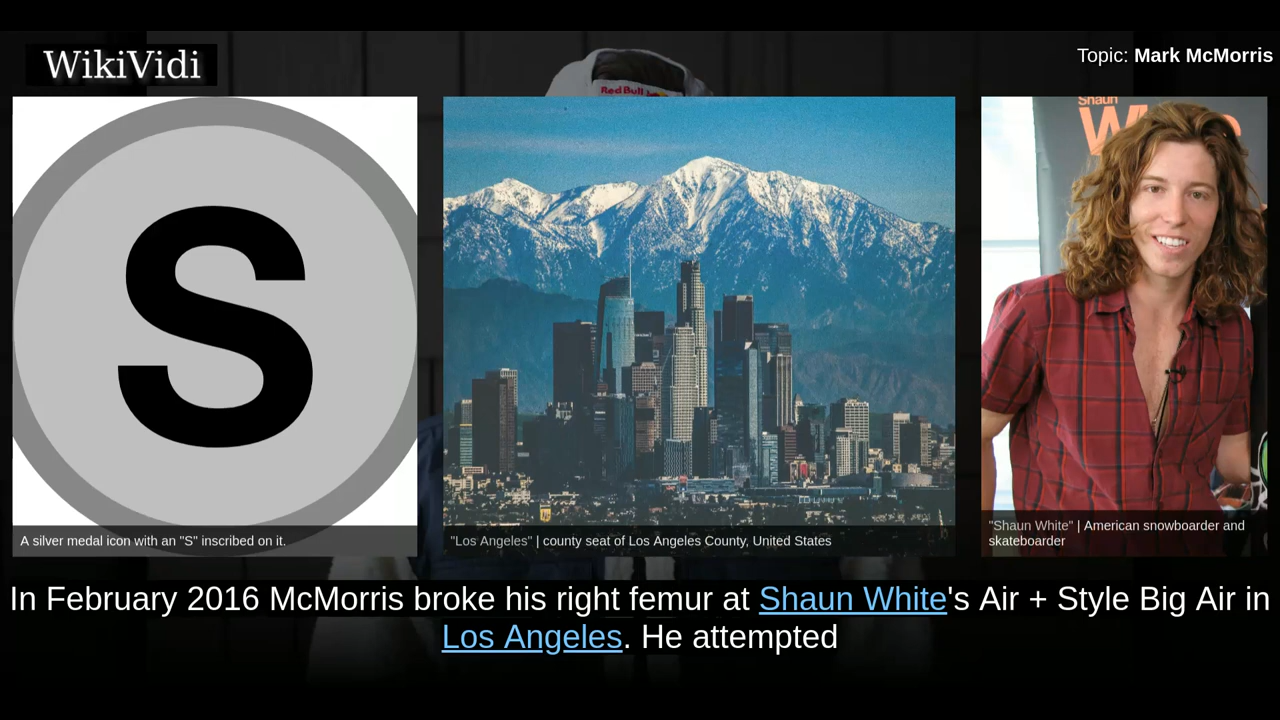 WikiVidi
Topic: Mark McMorris
Red Bull
Shaun
S
A silver medal icon with an "S" inscribed on it.
"Los Angeles" | county seat of Los Angeles County, United States
"Shaun White" | American snowboarder and
skateboarder
In February 2016 McMorris broke his right femur at Shaun White's Air + Style Big Air in
Los Angeles. He attempted